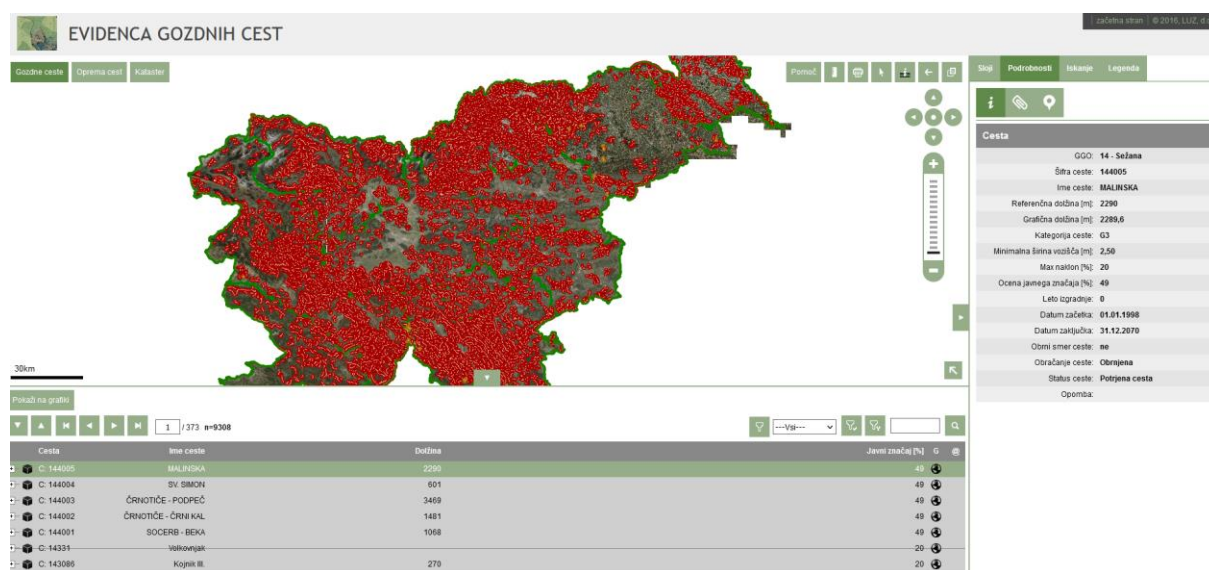 EVIDENCA GOZDNIH CEST
začetna stran | © 2016, LUZ, d.
Gozdne ceste Oprema cest Kataster
Pomoč
30km
Sloji Podrobnosti Iskanje Legenda
Cesta
GGO: 14 - Sežana
Šifra ceste: 144005
Ime ceste: MALINSKA
Referenčna dolžina [m]: 2290
Grafična dolžina [m]: 2289,6
Kategorija ceste: G3
Minimalna širina vozišča [m]: 2,50
Max naklon [%]: 20
Ocena javnega značaja [%]: 49
Leto izgradnje: 0
Datum začetka: 01.01.1998
Datum zaključka: 31.12.2070
Obrni smer ceste: ne
Obračanje ceste: Obrnjena
Status ceste: Potrjena cesta
Opomba:
Pokaži na grafiki
1 / 373 n=9308
---Vsi---
Cesta Ime ceste Dolžina Javni značaj [%] G @
C: 144005 MALINSKA 2290 49
C: 144004 SV. SIMON 601 49
C: 144003 ČRNOTIČE - PODPEČ 3469 49
C: 144002 ČRNOTIČE - ČRNI KAL 1481 49
C: 144001 SOCERB - BEKA 1068 49
C: 14331 Volkovnjak 20
C: 143086 Kojnik III. 270 20